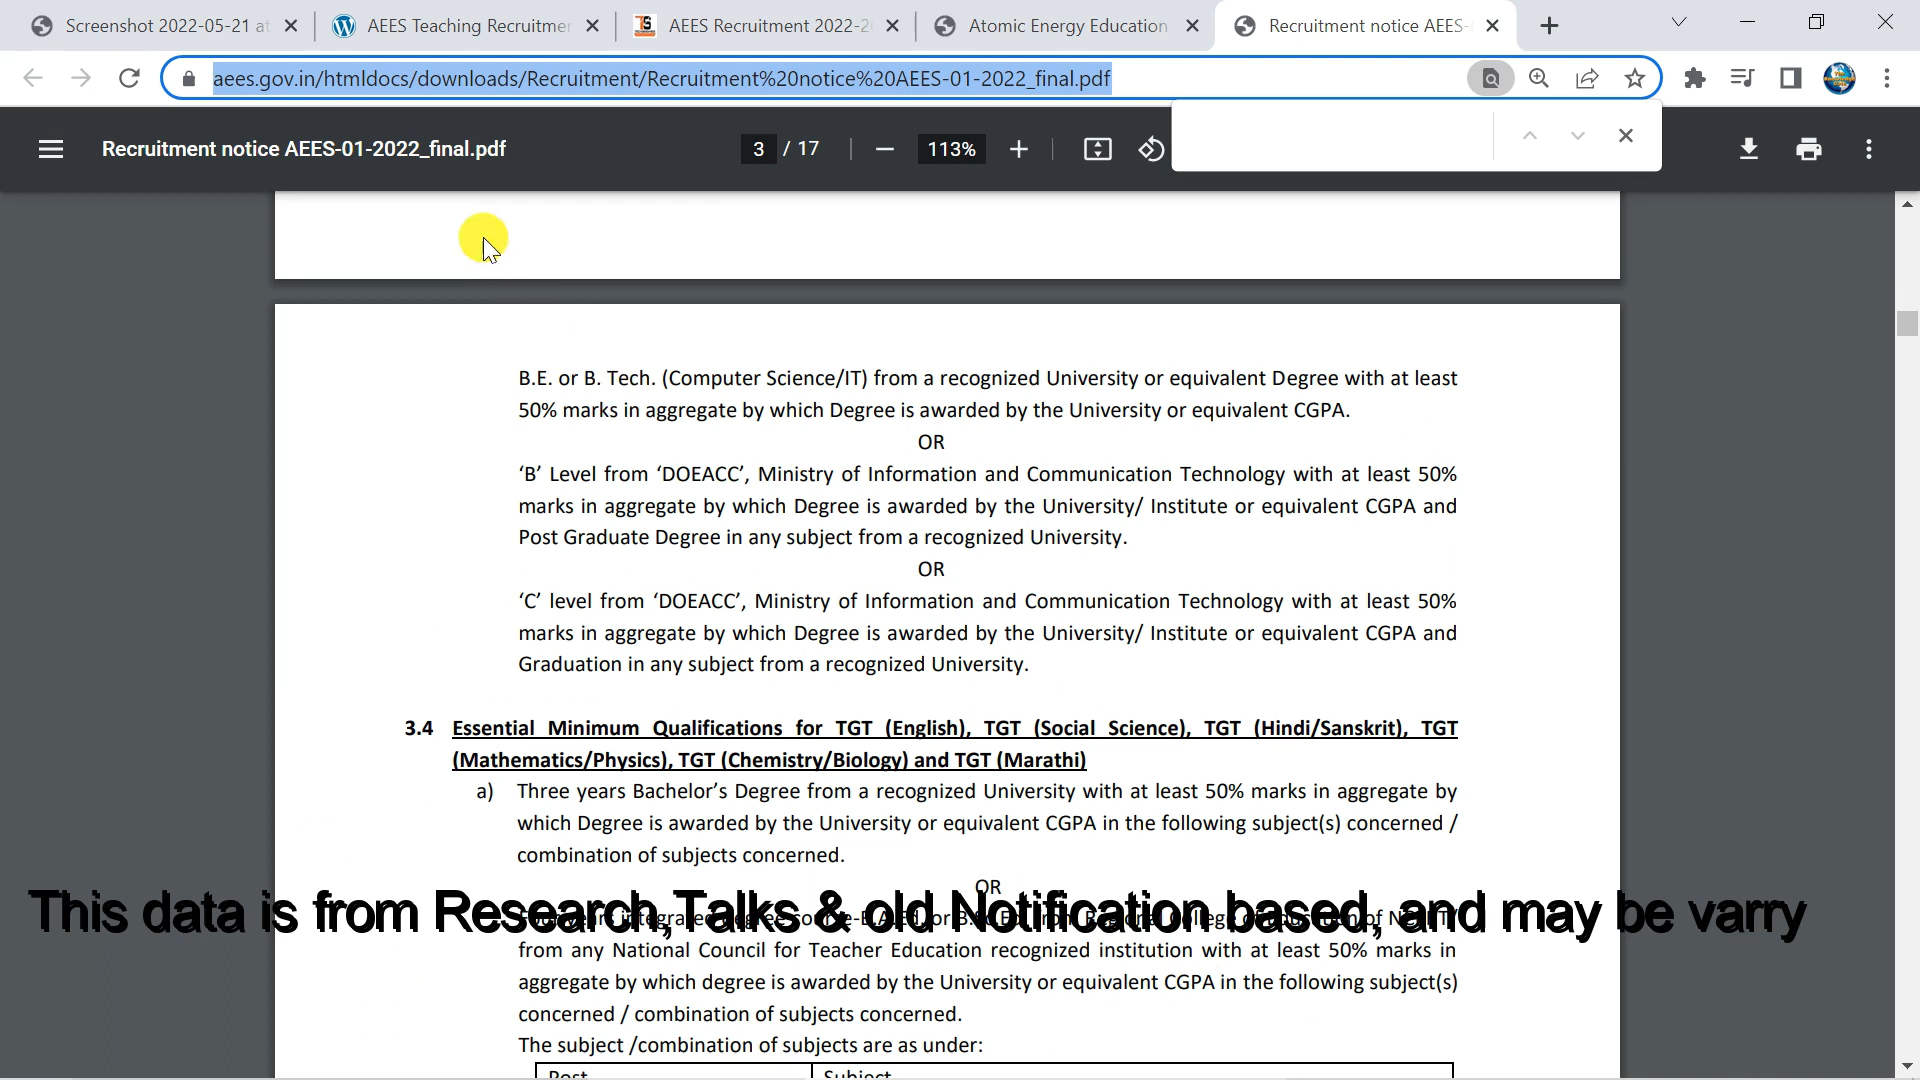 Screenshot 2022-05-21 at
AEES Teaching Recruitmen
AEES Recruitment 2022-2
Atomic Energy Education
Recruitment notice AEES-
aees.gov.in/htmldocs/downloads/Recruitment/Recruitment%20notice%20AEES-01-2022_final.pdf
Recruitment notice AEES-01-2022_final.pdf
3 / 17
113%
B.E. or B. Tech. (Computer Science/IT) from a recognized University or equivalent Degree with at least
50% marks in aggregate by which Degree is awarded by the University or equivalent CGPA.
OR
‘B’ Level from ‘DOEACC’, Ministry of Information and Communication Technology with at least 50%
marks in aggregate by which Degree is awarded by the University/ Institute or equivalent CGPA and
Post Graduate Degree in any subject from a recognized University.
OR
‘C’ level from ‘DOEACC’, Ministry of Information and Communication Technology with at least 50%
marks in aggregate by which Degree is awarded by the University/ Institute or equivalent CGPA and
Graduation in any subject from a recognized University.
3.4 Essential Minimum Qualifications for TGT (English), TGT (Social Science), TGT (Hindi/Sanskrit), TGT
(Mathematics/Physics), TGT (Chemistry/Biology) and TGT (Marathi)
a) Three years Bachelor’s Degree from a recognized University with at least 50% marks in aggregate by
which Degree is awarded by the University or equivalent CGPA in the following subject(s) concerned /
combination of subjects concerned.
OR
This data is from Research,Talks & old Notification based, and may be varry
from any National Council for Teacher Education recognized institution with at least 50% marks in
aggregate by which degree is awarded by the University or equivalent CGPA in the following subject(s)
concerned / combination of subjects concerned.
The subject /combination of subjects are as under:
Post Subject